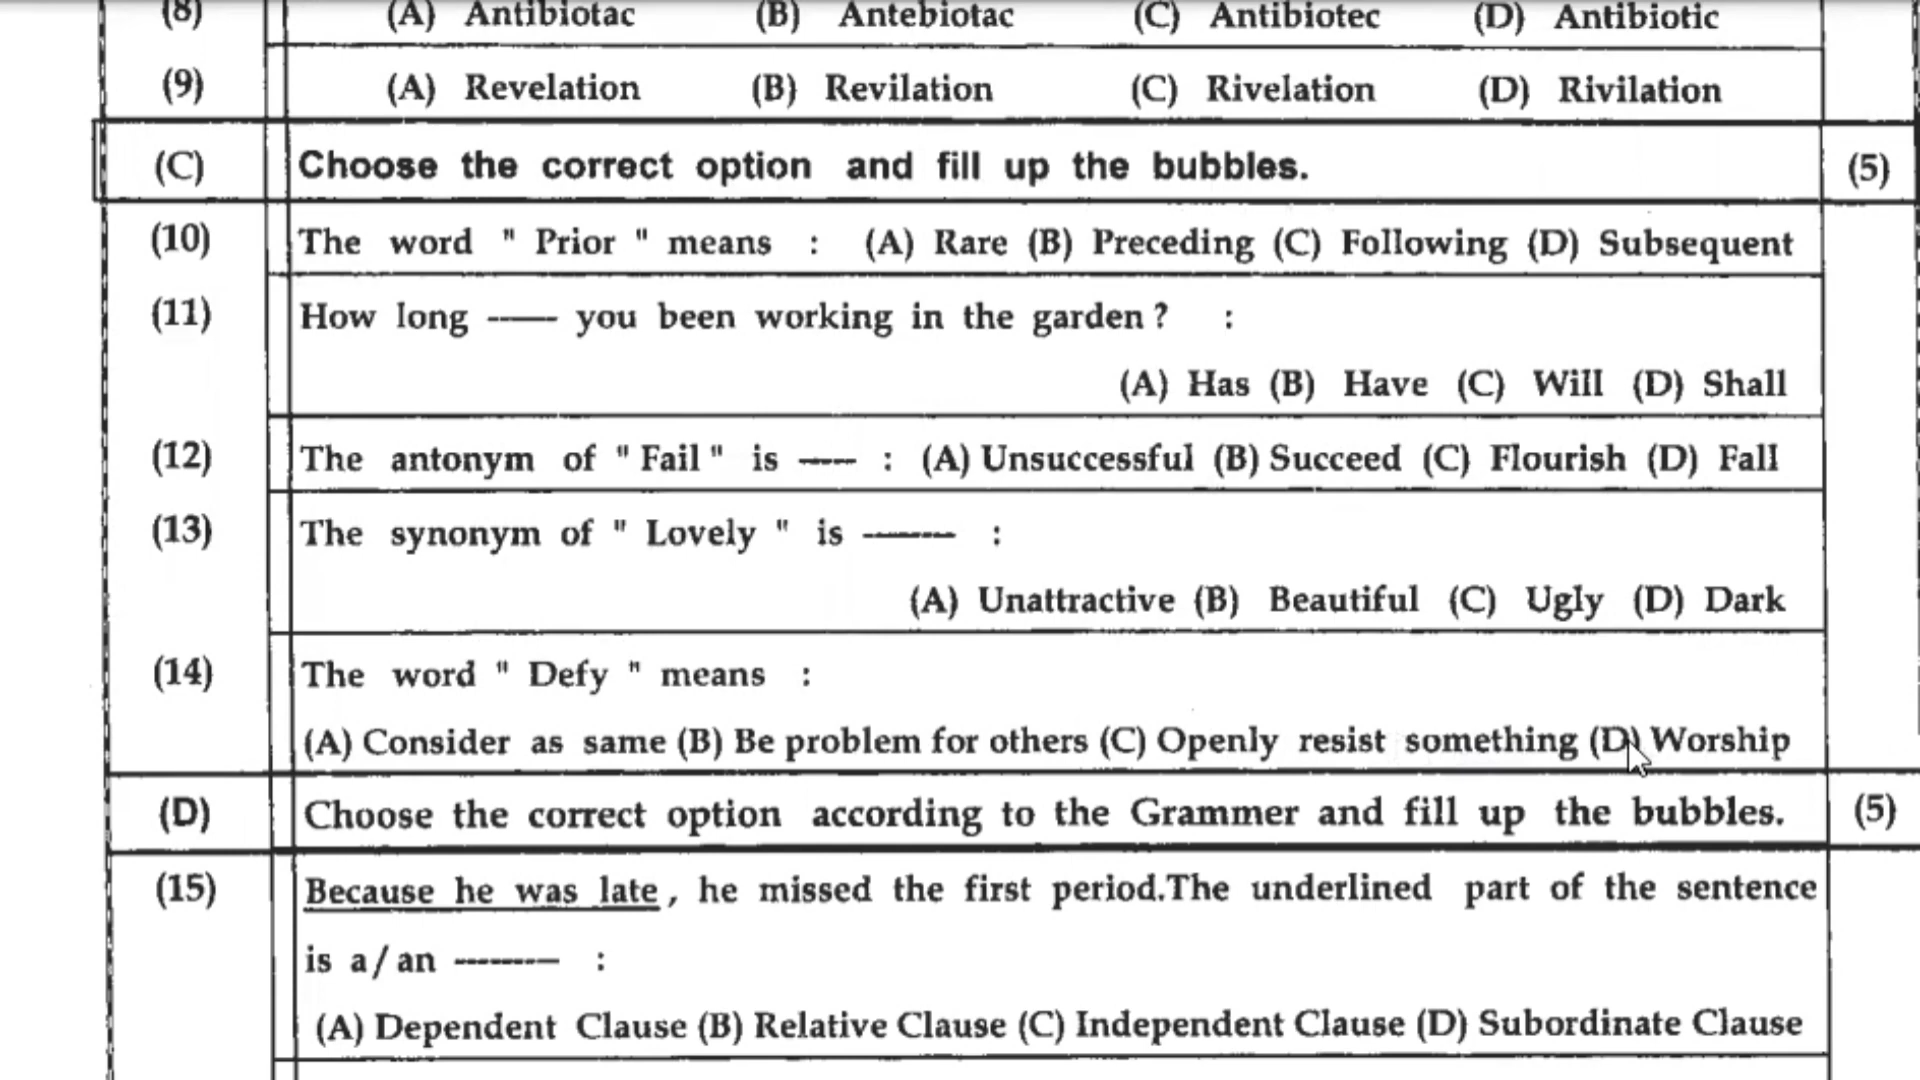 (8) (A) Antibiotac (B) Antebiotac (C) Antibiotec (D) Antibiotic
(9) (A) Revelation (B) Revilation (C) Rivelation (D) Rivilation
(C) Choose the correct option and fill up the bubbles. (5)
(10) The word " Prior " means : (A) Rare (B) Preceding (C) Following (D) Subsequent
(11) How long ---- you been working in the garden ? :
(A) Has (B) Have (C) Will (D) Shall
(12) The antonym of " Fail " is ---- : (A) Unsuccessful (B) Succeed (C) Flourish (D) Fall
(13) The synonym of " Lovely " is ------- :
(A) Unattractive (B) Beautiful (C) Ugly (D) Dark
(14) The word " Defy " means :
(A) Consider as same (B) Be problem for others (C) Openly resist something (D) Worship
(D) Choose the correct option according to the Grammer and fill up the bubbles. (5)
(15) Because he was late , he missed the first period.The underlined part of the sentence
is a/an -------- :
(A) Dependent Clause (B) Relative Clause (C) Independent Clause (D) Subordinate Clause